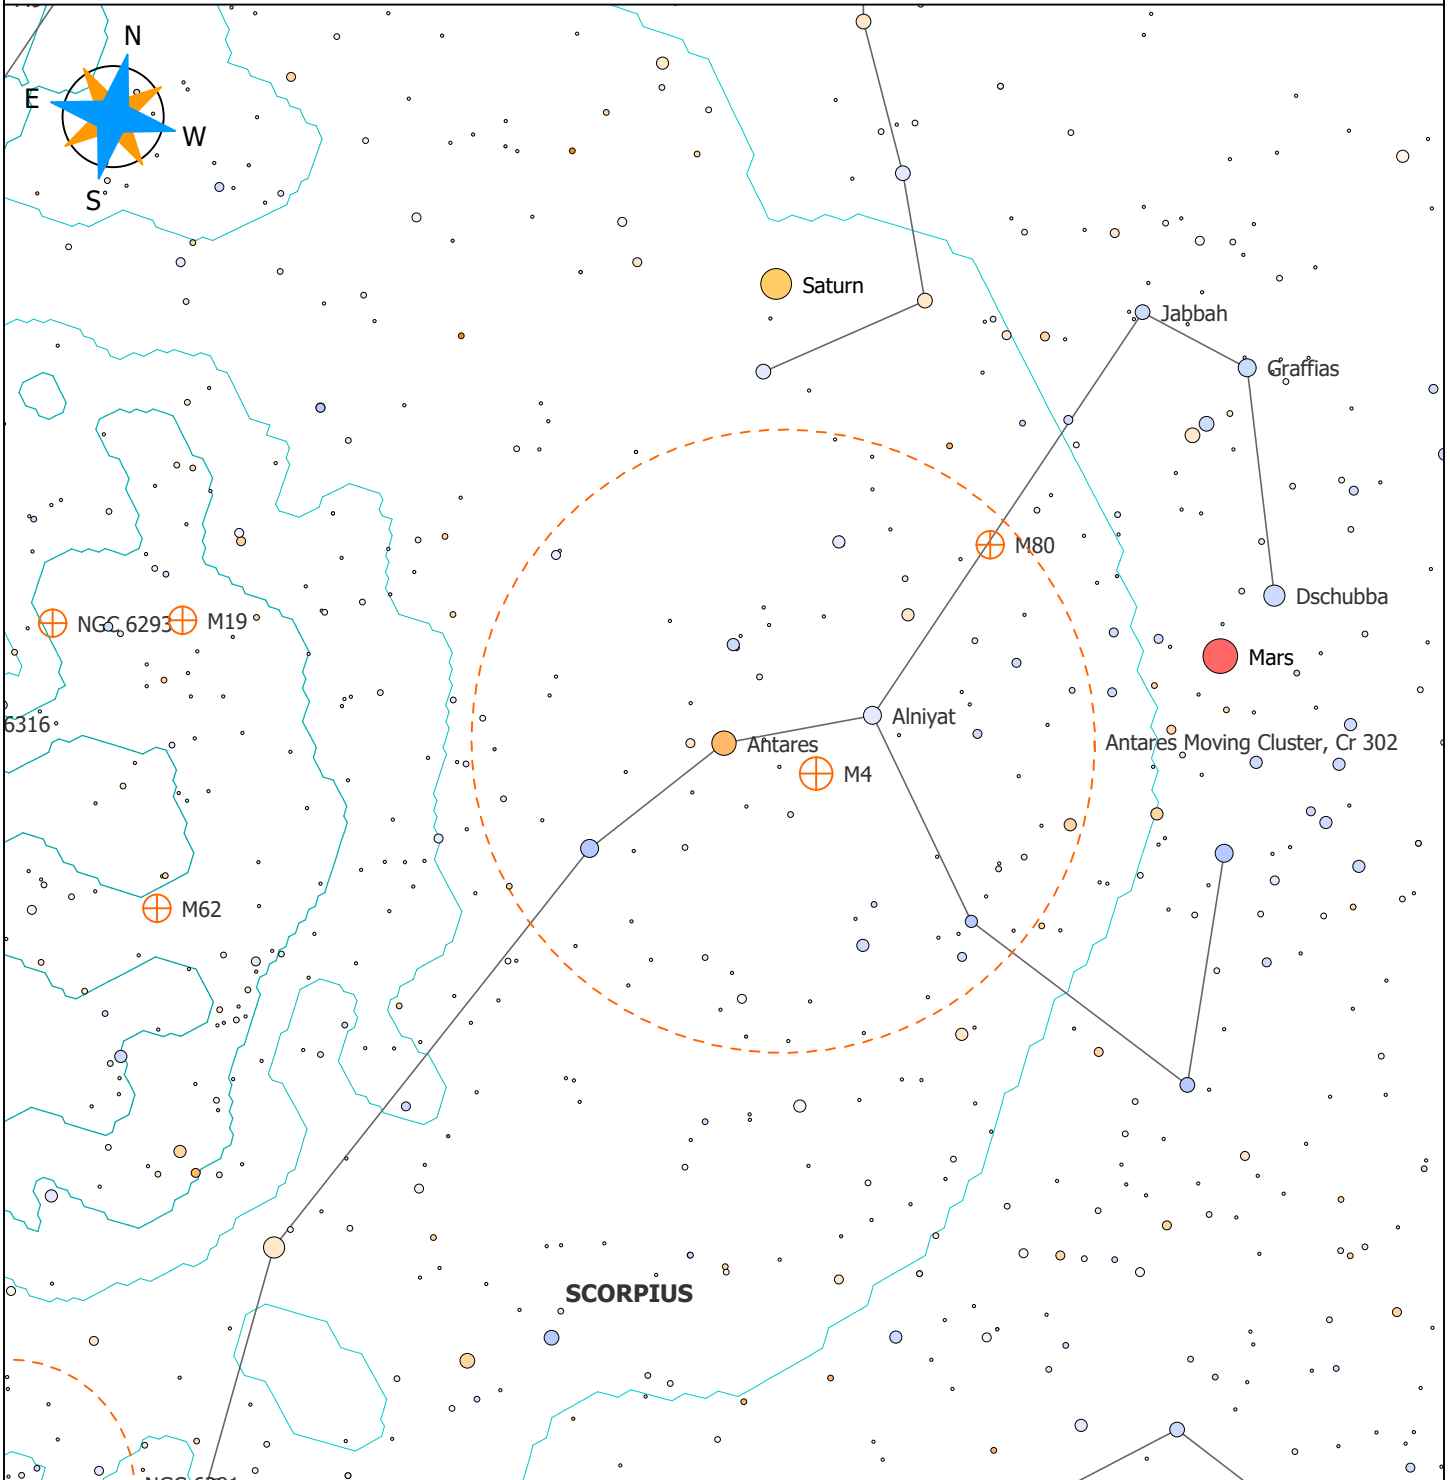 N
E
W
S
Saturn
Jabbah
Graffias
M80
Dschubba
NGC 6293
M19
Mars
Alniyat
6316
Antares
Antares Moving Cluster, Cr 302
M4
M62
SCORPIUS